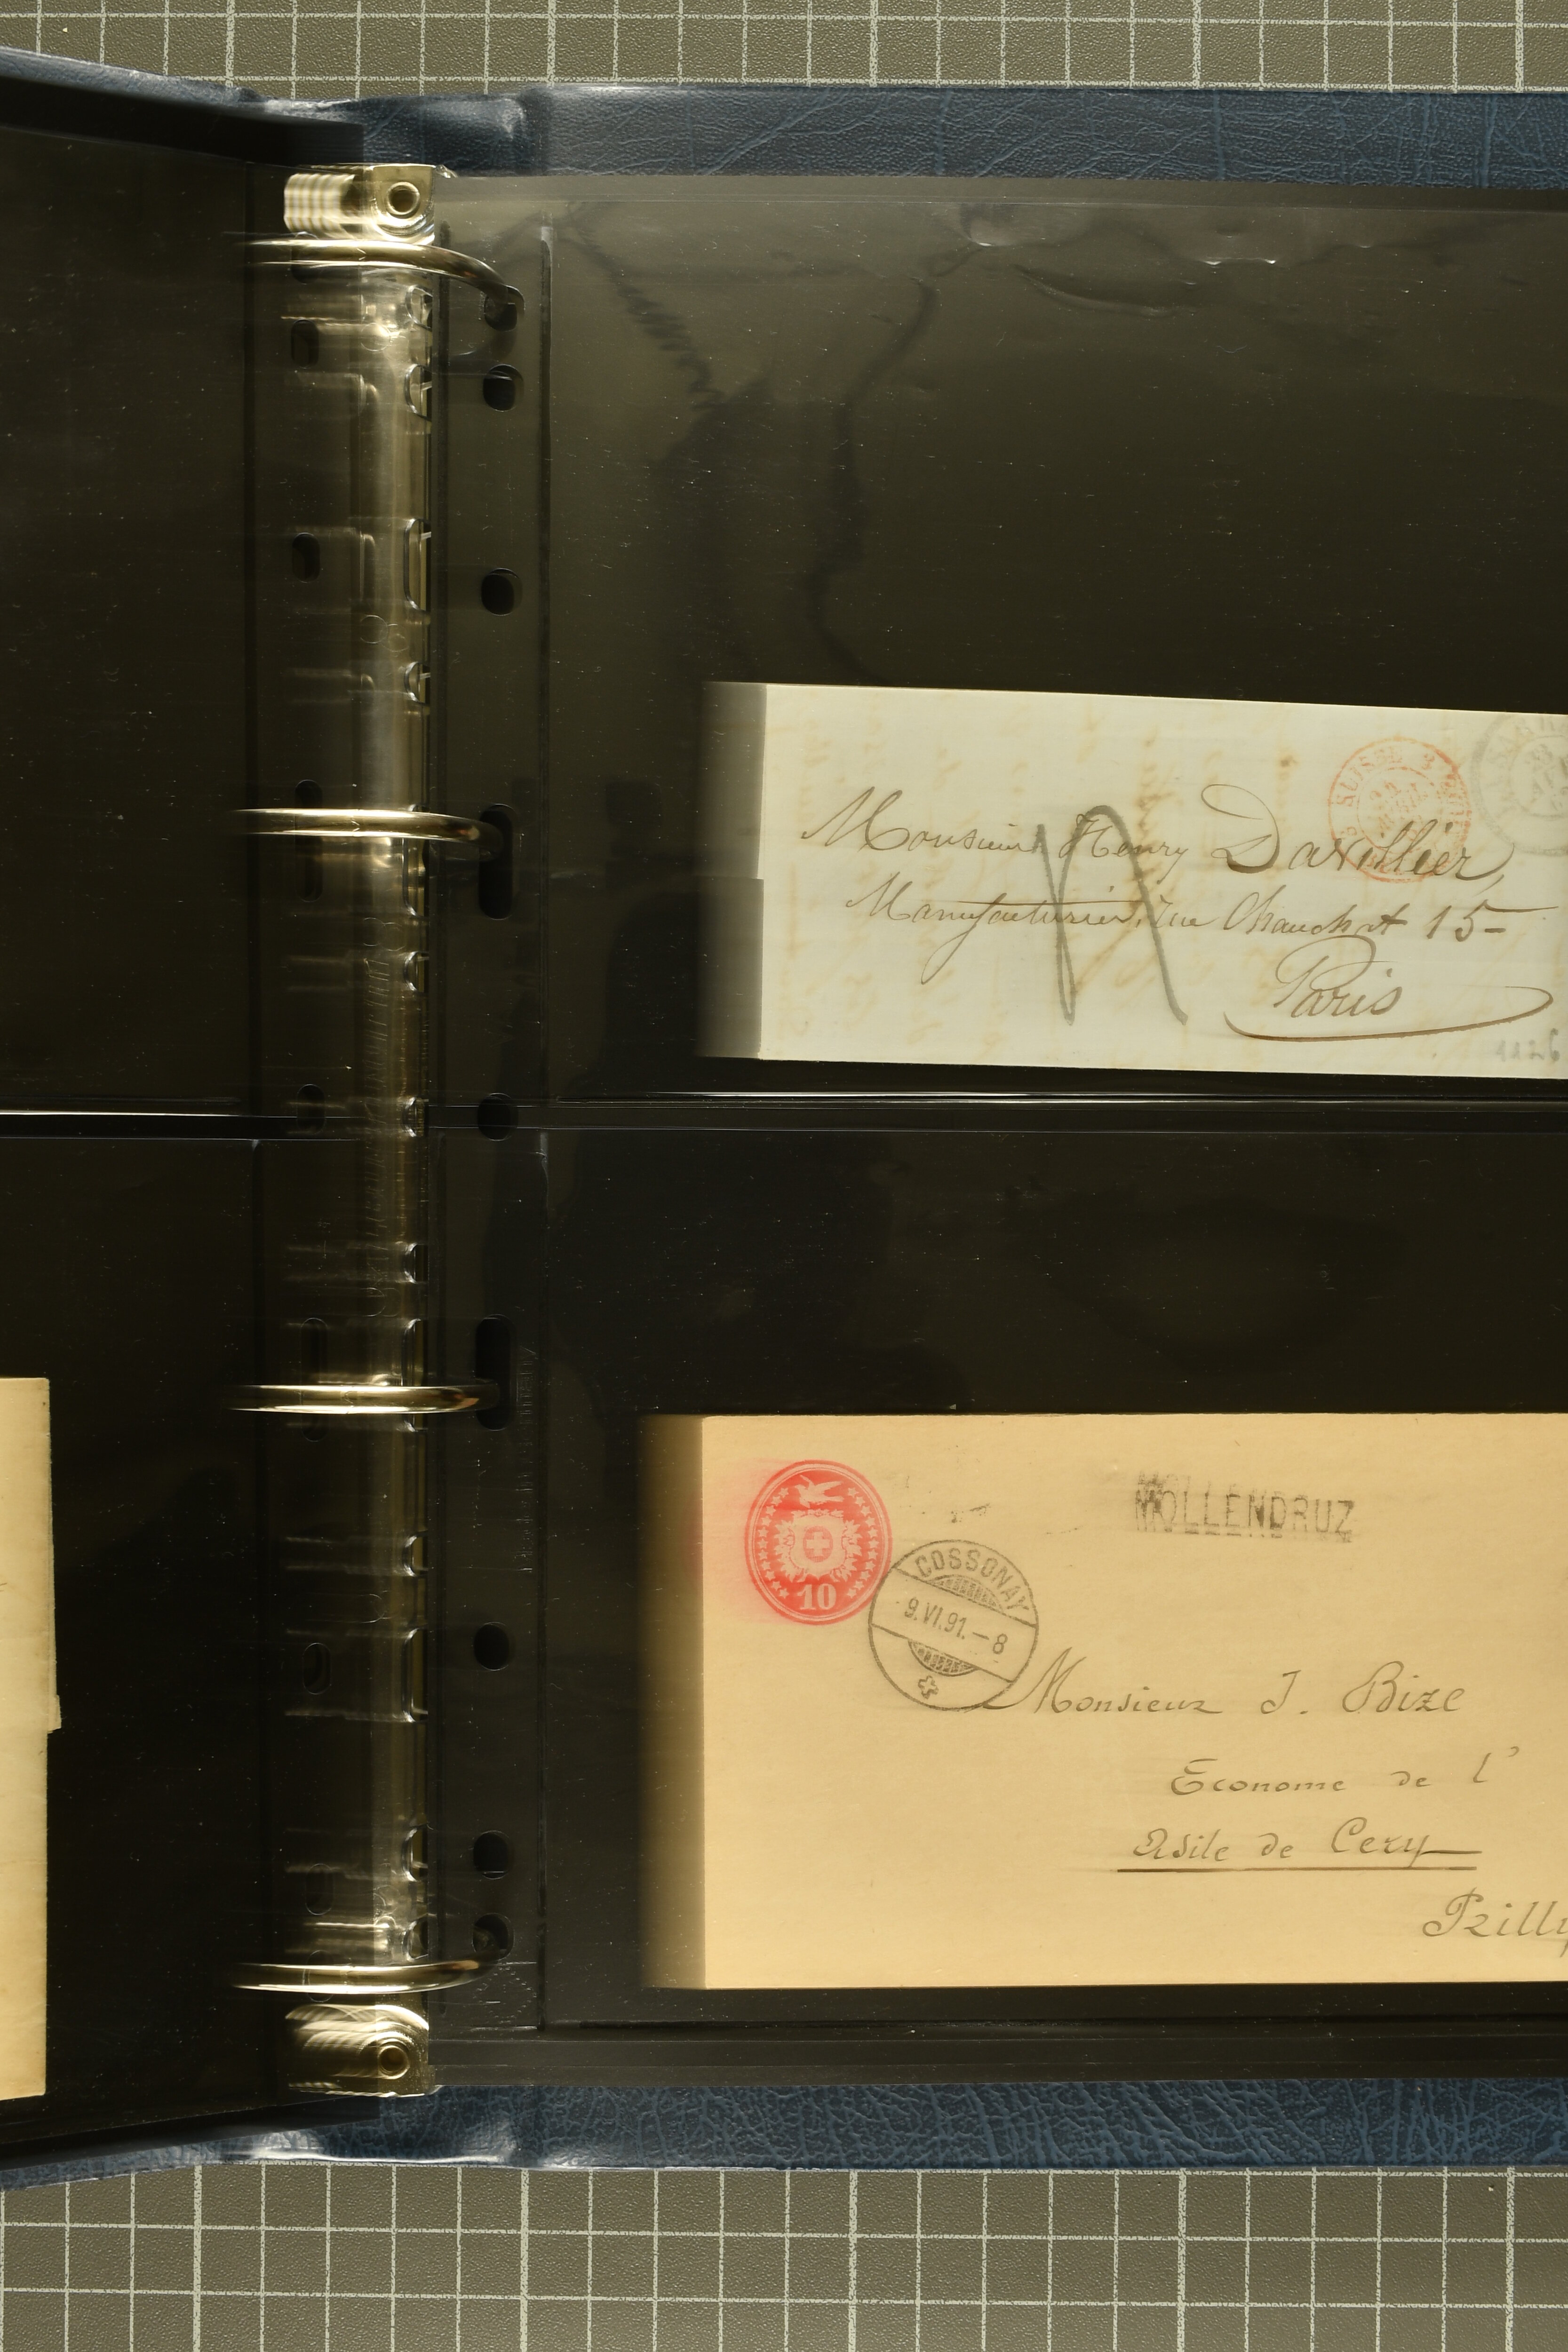 SUISSE
Monsieur Henry Davillier,
Manufacturier, rue Chauchat 15-
Paris
1126
10
MOLLENDRUZ
COSSONAY
9.VI.91.-8
Monsieur J. Bize
Econome de l'
Asile de Cery
Prilly